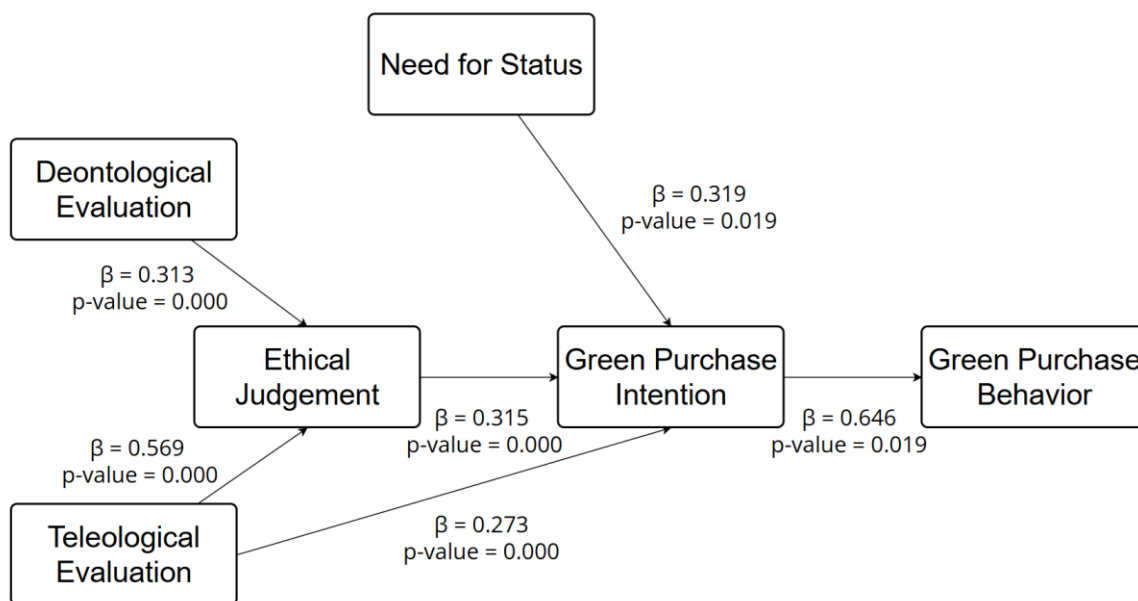 Need for Status
Deontological
Evaluation
β = 0.319
p-value = 0.019
β = 0.313
p-value = 0.000
Ethical
Judgement
Green Purchase
Intention
Green Purchase
Behavior
β = 0.315
p-value = 0.000
β = 0.646
p-value = 0.019
β = 0.569
p-value = 0.000
Teleological
Evaluation
β = 0.273
p-value = 0.000